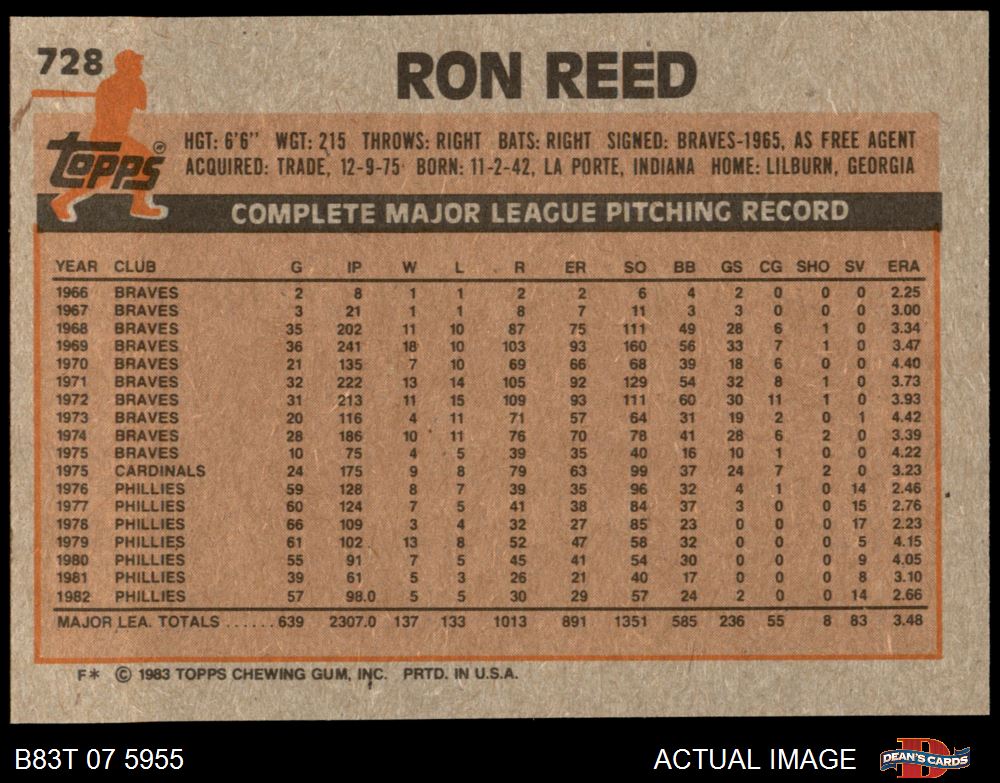 728
RON REED
topps®
HGT: 6'6" WGT: 215 THROWS: RIGHT BATS: RIGHT SIGNED: BRAVES-1965, AS FREE AGENT
ACQUIRED: TRADE, 12-9-75 BORN: 11-2-42, LA PORTE, INDIANA HOME: LILBURN, GEORGIA
COMPLETE MAJOR LEAGUE PITCHING RECORD
YEAR CLUB G IP W L R ER SO BB GS CG SHO SV ERA
1966 BRAVES 2 8 1 1 2 2 6 4 2 0 0 0 2.25
1967 BRAVES 3 21 1 1 8 7 11 3 3 0 0 0 3.00
1968 BRAVES 35 202 11 10 87 75 111 49 28 6 1 0 3.34
1969 BRAVES 36 241 18 10 103 93 160 56 33 7 1 0 3.47
1970 BRAVES 21 135 7 10 69 66 68 39 18 6 0 0 4.40
1971 BRAVES 32 222 13 14 105 92 129 54 32 8 1 0 3.73
1972 BRAVES 31 213 11 15 109 93 111 60 30 11 1 0 3.93
1973 BRAVES 20 116 4 11 71 57 64 31 19 2 0 1 4.42
1974 BRAVES 28 186 10 11 76 70 78 41 28 6 2 0 3.39
1975 BRAVES 10 75 4 5 39 35 40 16 10 1 0 0 4.22
1975 CARDINALS 24 175 9 8 79 63 99 37 24 7 2 0 3.23
1976 PHILLIES 59 128 8 7 39 35 96 32 4 1 0 14 2.46
1977 PHILLIES 60 124 7 5 41 38 84 37 3 0 0 15 2.76
1978 PHILLIES 66 109 3 4 32 27 85 23 0 0 0 17 2.23
1979 PHILLIES 61 102 13 8 52 47 58 32 0 0 0 5 4.15
1980 PHILLIES 55 91 7 5 45 41 54 30 0 0 0 9 4.05
1981 PHILLIES 39 61 5 3 26 21 40 17 0 0 0 8 3.10
1982 PHILLIES 57 98.0 5 5 30 29 57 24 2 0 0 14 2.66
MAJOR LEA. TOTALS ...... 639 2307.0 137 133 1013 891 1351 585 236 55 8 83 3.48
F* © 1983 TOPPS CHEWING GUM, INC. PRTD. IN U.S.A.
B83T 07 5955
ACTUAL IMAGE
D
DEAN'S CARDS